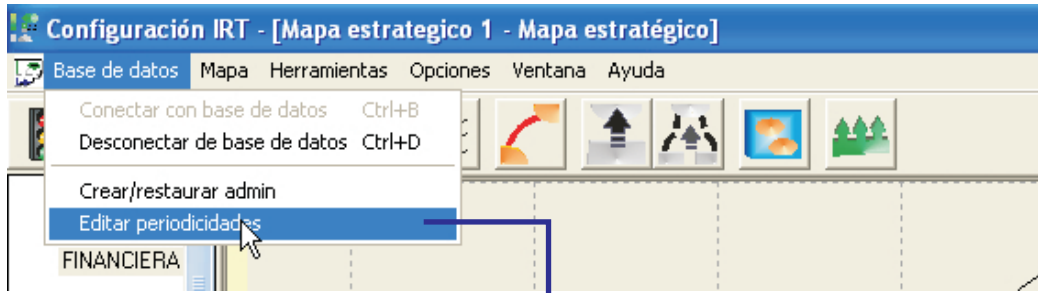 Configuración IRT - [Mapa estrategico 1 - Mapa estratégico]
Base de datos Mapa Herramientas Opciones Ventana Ayuda
Conectar con base de datos Ctrl+B
Desconectar de base de datos Ctrl+D
Crear/restaurar admin
Editar periodicidades
FINANCIERA